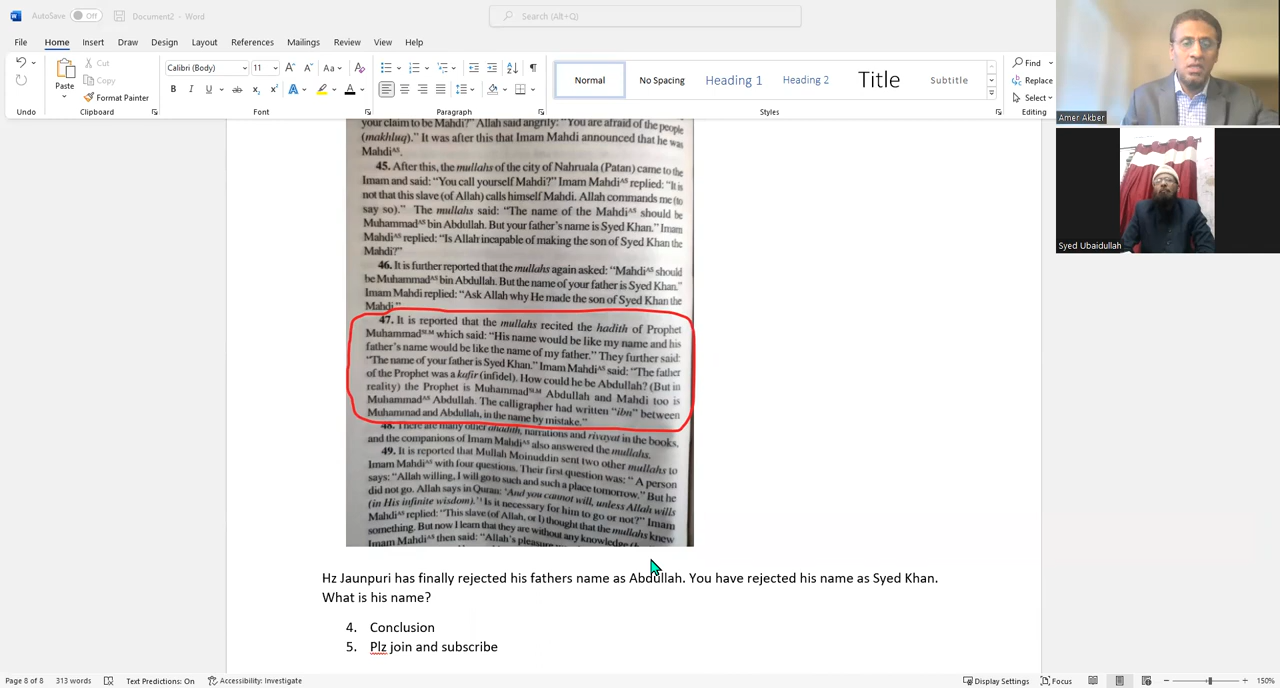 AutoSave Off Document2 - Word Search (Alt+Q)
File Home Insert Draw Design Layout References Mailings Review View Help
Paste Cut Copy Format Painter
Calibri (Body) 11 Aa
Normal No Spacing Heading 1 Heading 2 Title Subtitle
Find Replace Select
Undo Clipboard Font Paragraph Styles Editing
Amer Akber
Syed Ubaidullah
your claim to be Mahdi?" Allah said angrily: "You are afraid of the people
(makhluq)." It was after this that Imam Mahdi announced that he was
MahdiAS.
45. After this, the mullahs of the city of Nahruala (Patan) came to the
Imam and said: "You call yourself Mahdi?" Imam MahdiAS replied: "It is
not that this slave (of Allah) calls himself Mahdi. Allah commands me (to
say so)." The mullahs said: "The name of the Mahdi should be
MuhammadAS bin Abdullah. But your father's name is Syed Khan." Imam
MahdiAS replied: "Is Allah incapable of making the son of Syed Khan the
Mahdi?"
46. It is further reported that the mullahs again asked: "MahdiAS should
be MuhammadAS bin Abdullah. But the name of your father is Syed Khan."
Imam Mahdi replied: "Ask Allah why He made the son of Syed Khan the
Mahdi."
47. It is reported that the mullahs recited the hadith of Prophet
MuhammadSLM which said: "His name would be like my name and his
father's name would be like the name of my father." They further said:
"The name of your father is Syed Khan." Imam MahdiAS said: "The father
of the Prophet was a kafir (infidel). How could he be Abdullah? (But in
reality) the Prophet is MuhammadSLM Abdullah and Mahdi too is
MuhammadAS Abdullah. The calligrapher had written "ibn" between
Muhammad and Abdullah, in the name by mistake."
48. There are many other ahadith, narrations and rivayat in the books,
and the companions of Imam MahdiAS also answered the mullahs.
49. It is reported that Mullah Moinuddin sent two other mullahs to
Imam MahdiAS with four questions. Their first question was: "A person
says: "Allah willing, I will go to such and such a place tomorrow." But he
did not go. Allah says in Quran: 'And you cannot will, unless Allah wills
(in His infinite wisdom).' Is it necessary for him to go or not?" Imam
MahdiAS replied: "This slave (of Allah, or I) thought that the mullahs knew
something. But now I learn that they are without any knowledge
Imam MahdiAS then said: "Allah's pleasure
Hz Jaunpuri has finally rejected his fathers name as Abdullah. You have rejected his name as Syed Khan.
What is his name?
4. Conclusion
5. Plz join and subscribe
Page 8 of 8 313 words Text Predictions: On Accessibility: Investigate Display Settings Focus 150%